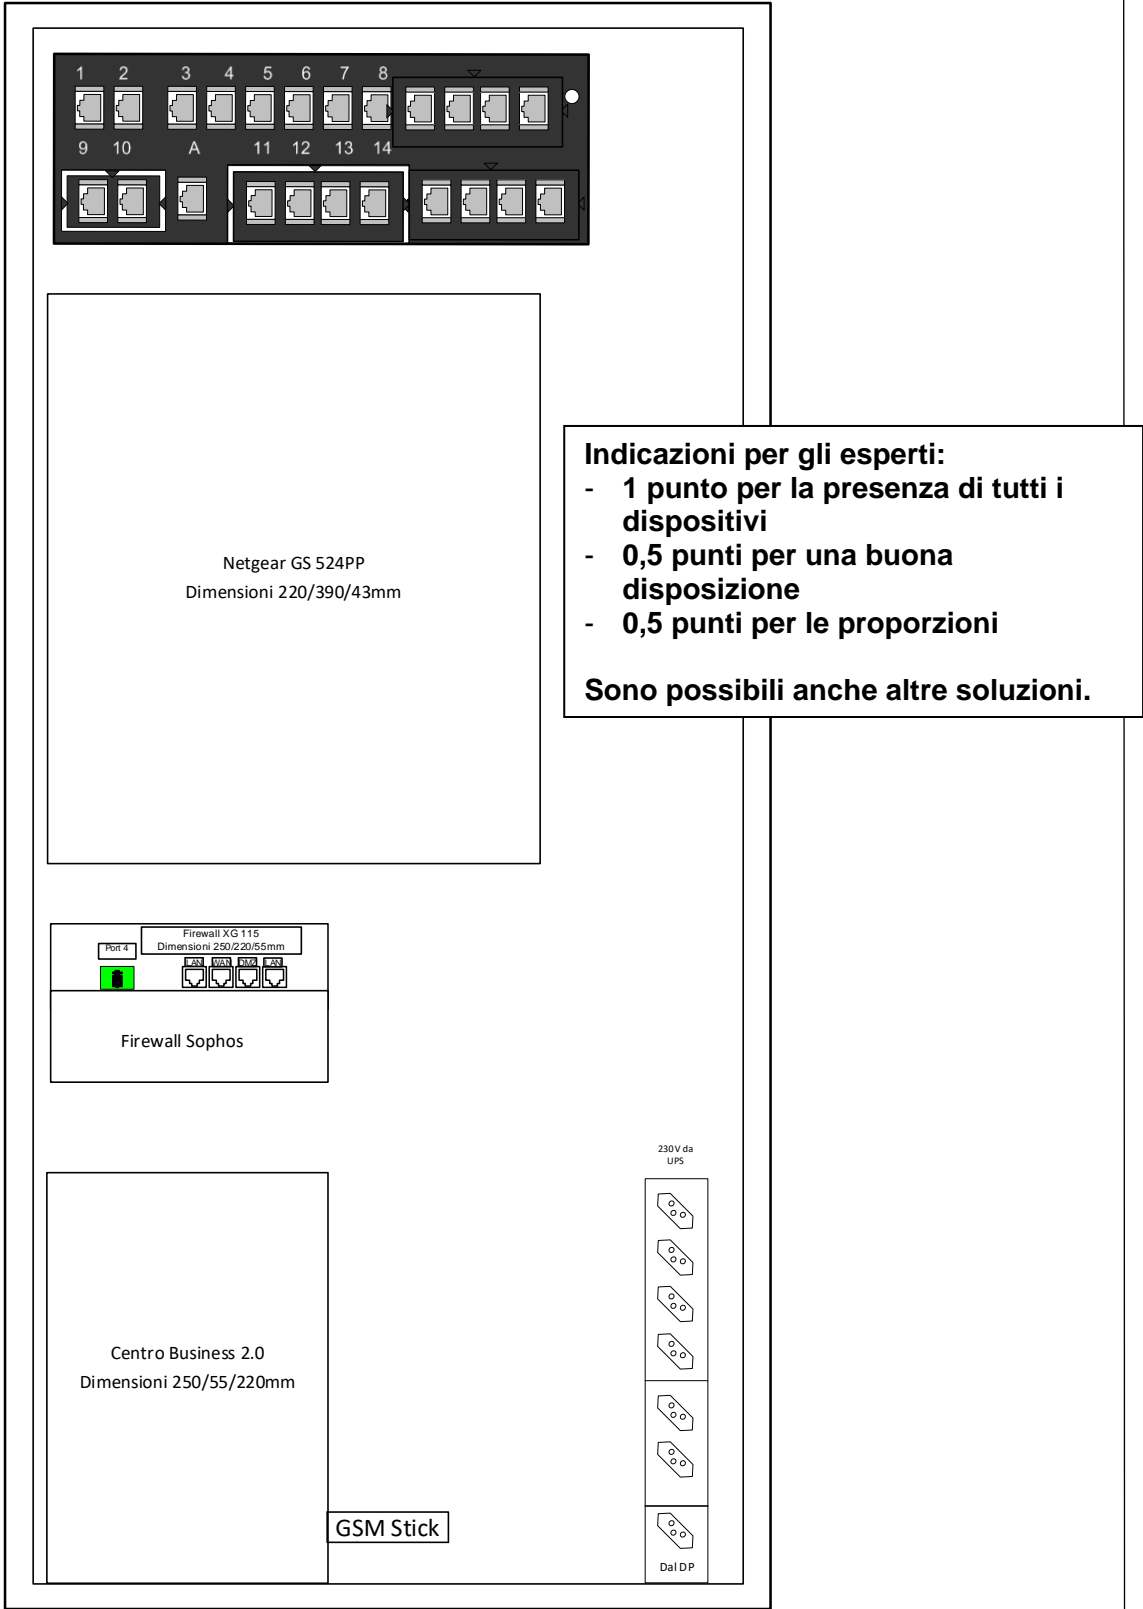 1 2 3 4 5 6 7 8
9 10 A 11 12 13 14
Netgear GS 524PP
Dimensioni 220/390/43mm
Indicazioni per gli esperti:
- 1 punto per la presenza di tutti i
dispositivi
- 0,5 punti per una buona
disposizione
- 0,5 punti per le proporzioni
Sono possibili anche altre soluzioni.
Firewall XG 115
Port 4
Dimensioni 250/220/55mm
LAN WAN DMZ LAN
Firewall Sophos
230V da
UPS
Centro Business 2.0
Dimensioni 250/55/220mm
GSM Stick
Dal DP